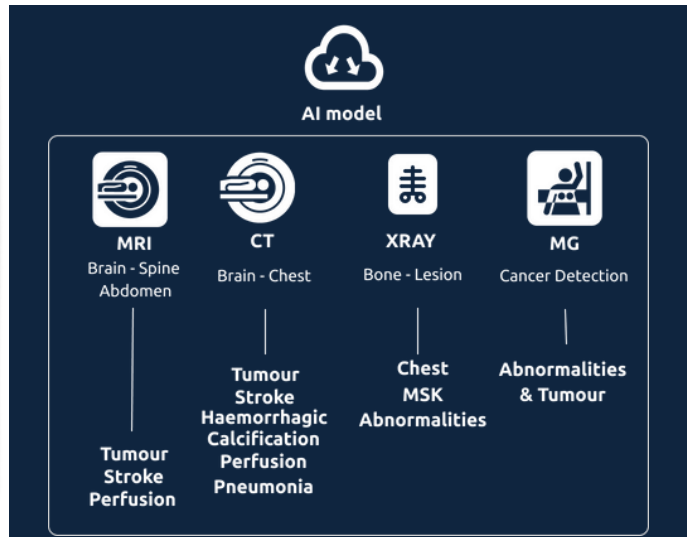 AI model
MRI
Brain - Spine
Abdomen
Tumour
Stroke
Perfusion
CT
Brain - Chest
Tumour
Stroke
Haemorrhagic
Calcification
Perfusion
Pneumonia
XRAY
Bone - Lesion
Chest
MSK
Abnormalities
MG
Cancer Detection
Abnormalities
& Tumour